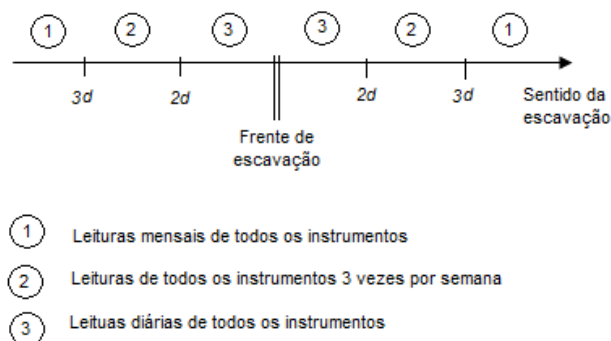 1 2 3 3 2 1
3d 2d 2d 3d Sentido da
escavação
Frente de
escavação
1 Leituras mensais de todos os instrumentos
2 Leituras de todos os instrumentos 3 vezes por semana
3 Leituas diárias de todos os instrumentos